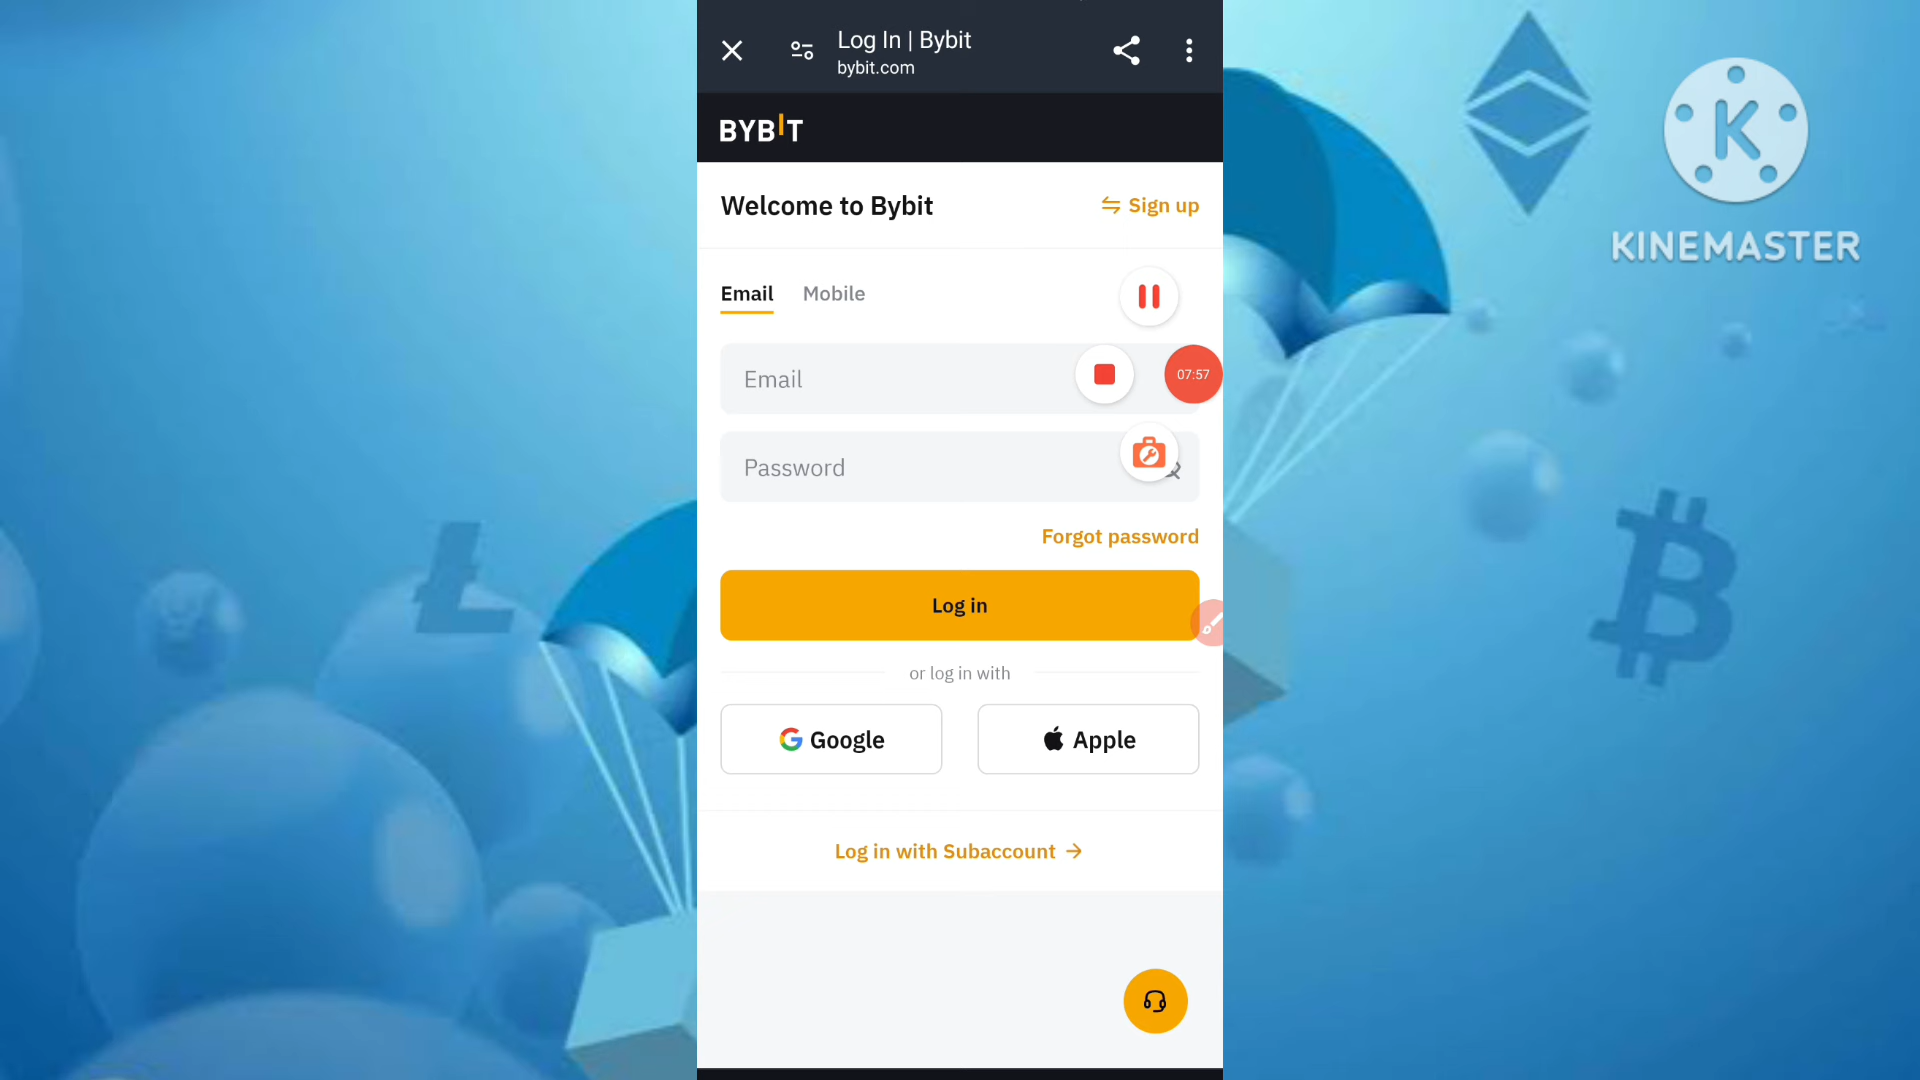 Log In | Bybit
bybit.com
BYBIT
Welcome to Bybit
Sign up
Email Mobile
Email
07:57
Password
Forgot password
Log in
or log in with
Google
Apple
Log in with Subaccount
K
KINEMASTER